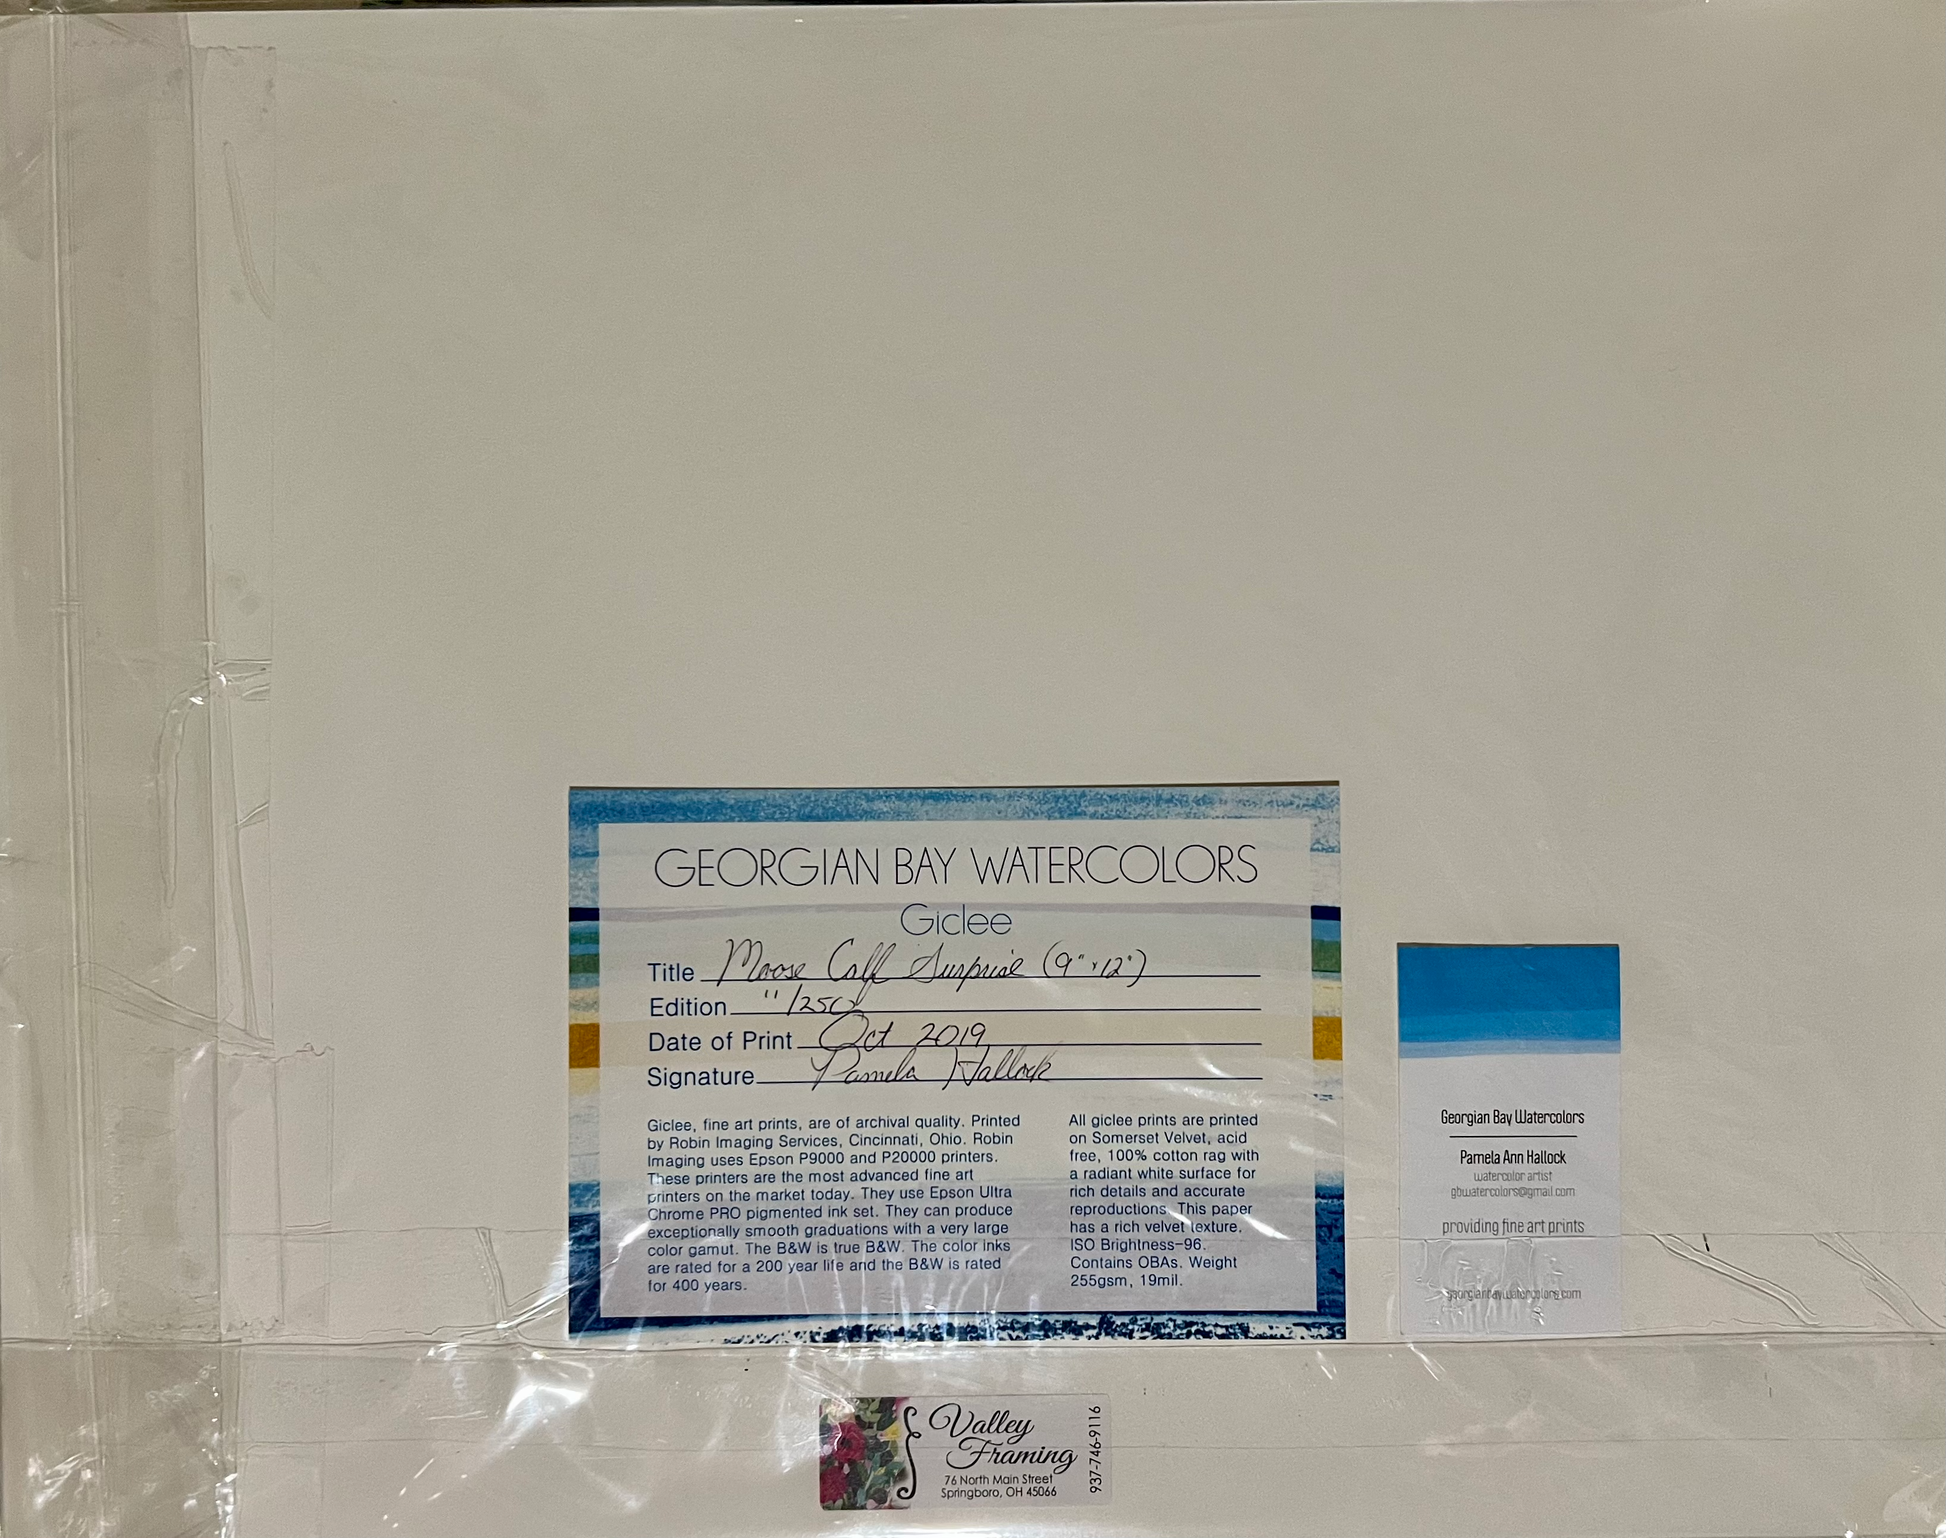 GEORGIAN BAY WATERCOLORS
Giclee
Title Moose Calf Surprise (9" x 12")
Edition "/250
Date of Print Oct 2019
Signature Pamela Hallock
Giclee, fine art prints, are of archival quality. Printed
by Robin Imaging Services, Cincinnati, Ohio. Robin
Imaging uses Epson P9000 and P20000 printers.
These printers are the most advanced fine art
printers on the market today. They use Epson Ultra
Chrome PRO pigmented ink set. They can produce
exceptionally smooth graduations with a very large
color gamut. The B&W is true B&W. The color inks
are rated for a 200 year life and the B&W is rated
for 400 years.
All giclee prints are printed
on Somerset Velvet, acid
free, 100% cotton rag with
a radiant white surface for
rich details and accurate
reproductions. This paper
has a rich velvet texture.
ISO Brightness-96.
Contains OBAs. Weight
255gsm, 19mil.
Georgian Bay Watercolors
Pamela Ann Hallock
watercolor artist
gbwatercolors@gmail.com
providing fine art prints
georgianbaywatercolors.com
Valley
Framing
76 North Main Street
Springboro, OH 45066
937-746-9116